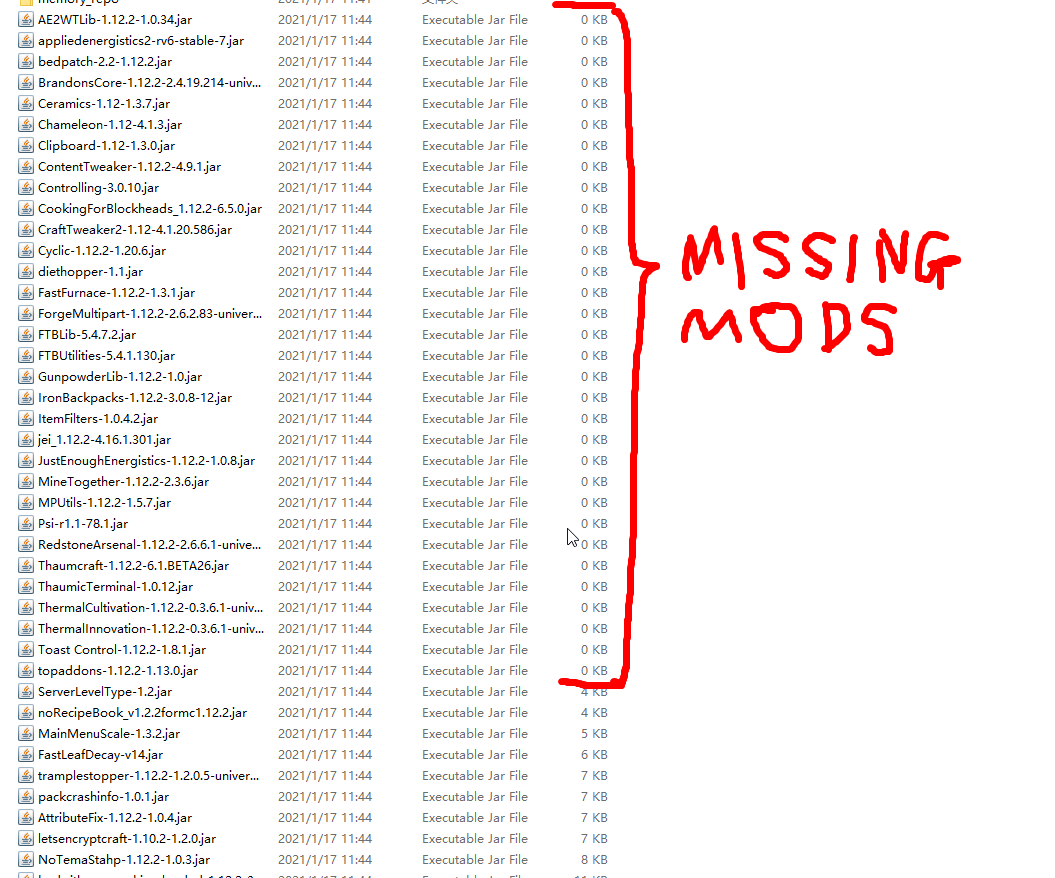 memory_repo 2021/1/17 11:41 文件夹
AE2WTLib-1.12.2-1.0.34.jar 2021/1/17 11:44 Executable Jar File 0 KB
appliedenergistics2-rv6-stable-7.jar 2021/1/17 11:44 Executable Jar File 0 KB
bedpatch-2.2-1.12.2.jar 2021/1/17 11:44 Executable Jar File 0 KB
BrandonsCore-1.12.2-2.4.19.214-univ... 2021/1/17 11:44 Executable Jar File 0 KB
Ceramics-1.12-1.3.7.jar 2021/1/17 11:44 Executable Jar File 0 KB
Chameleon-1.12-4.1.3.jar 2021/1/17 11:44 Executable Jar File 0 KB
Clipboard-1.12-1.3.0.jar 2021/1/17 11:44 Executable Jar File 0 KB
ContentTweaker-1.12.2-4.9.1.jar 2021/1/17 11:44 Executable Jar File 0 KB
Controlling-3.0.10.jar 2021/1/17 11:44 Executable Jar File 0 KB
CookingForBlockheads_1.12.2-6.5.0.jar 2021/1/17 11:44 Executable Jar File 0 KB
CraftTweaker2-1.12-4.1.20.586.jar 2021/1/17 11:44 Executable Jar File 0 KB
Cyclic-1.12.2-1.20.6.jar 2021/1/17 11:44 Executable Jar File 0 KB
diethopper-1.1.jar 2021/1/17 11:44 Executable Jar File 0 KB
FastFurnace-1.12.2-1.3.1.jar 2021/1/17 11:44 Executable Jar File 0 KB
ForgeMultipart-1.12.2-2.6.2.83-univer... 2021/1/17 11:44 Executable Jar File 0 KB
FTBLib-5.4.7.2.jar 2021/1/17 11:44 Executable Jar File 0 KB
FTBUtilities-5.4.1.130.jar 2021/1/17 11:44 Executable Jar File 0 KB
GunpowderLib-1.12.2-1.0.jar 2021/1/17 11:44 Executable Jar File 0 KB
IronBackpacks-1.12.2-3.0.8-12.jar 2021/1/17 11:44 Executable Jar File 0 KB
ItemFilters-1.0.4.2.jar 2021/1/17 11:44 Executable Jar File 0 KB
jei_1.12.2-4.16.1.301.jar 2021/1/17 11:44 Executable Jar File 0 KB
JustEnoughEnergistics-1.12.2-1.0.8.jar 2021/1/17 11:44 Executable Jar File 0 KB
MineTogether-1.12.2-2.3.6.jar 2021/1/17 11:44 Executable Jar File 0 KB
MPUtils-1.12.2-1.5.7.jar 2021/1/17 11:44 Executable Jar File 0 KB
Psi-r1.1-78.1.jar 2021/1/17 11:44 Executable Jar File 0 KB
RedstoneArsenal-1.12.2-2.6.6.1-unive... 2021/1/17 11:44 Executable Jar File 0 KB
Thaumcraft-1.12.2-6.1.BETA26.jar 2021/1/17 11:44 Executable Jar File 0 KB
ThaumicTerminal-1.0.12.jar 2021/1/17 11:44 Executable Jar File 0 KB
ThermalCultivation-1.12.2-0.3.6.1-univ... 2021/1/17 11:44 Executable Jar File 0 KB
ThermalInnovation-1.12.2-0.3.6.1-univ... 2021/1/17 11:44 Executable Jar File 0 KB
Toast Control-1.12.2-1.8.1.jar 2021/1/17 11:44 Executable Jar File 0 KB
topaddons-1.12.2-1.13.0.jar 2021/1/17 11:44 Executable Jar File 0 KB
ServerLevelType-1.2.jar 2021/1/17 11:44 Executable Jar File 4 KB
noRecipeBook_v1.2.2formc1.12.2.jar 2021/1/17 11:44 Executable Jar File 4 KB
MainMenuScale-1.3.2.jar 2021/1/17 11:44 Executable Jar File 5 KB
FastLeafDecay-v14.jar 2021/1/17 11:44 Executable Jar File 6 KB
tramplestopper-1.12.2-1.2.0.5-univer... 2021/1/17 11:44 Executable Jar File 7 KB
packcrashinfo-1.0.1.jar 2021/1/17 11:44 Executable Jar File 7 KB
AttributeFix-1.12.2-1.0.4.jar 2021/1/17 11:44 Executable Jar File 7 KB
letsencryptcraft-1.10.2-1.2.0.jar 2021/1/17 11:44 Executable Jar File 7 KB
NoTemaStahp-1.12.2-1.0.3.jar 2021/1/17 11:44 Executable Jar File 8 KB
MISSING
MODS